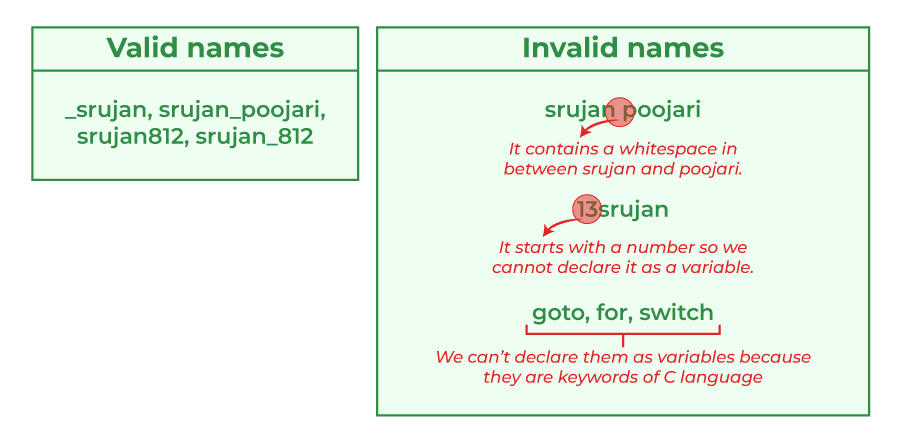 Valid names
_srujan, srujan_poojari,
srujan812, srujan_812
Invalid names
srujan poojari
It contains a whitespace in
between srujan and poojari.
13srujan
It starts with a number so we
cannot declare it as a variable.
goto, for, switch
We can’t declare them as variables because
they are keywords of C language